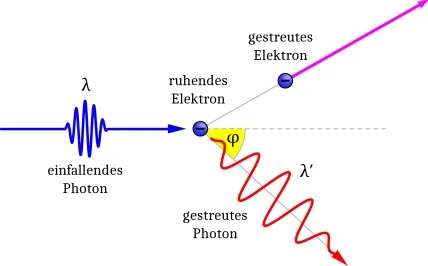 gestreutes
Elektron
ruhendes
Elektron
λ
einfallendes
Photon
φ
λ′
gestreutes
Photon